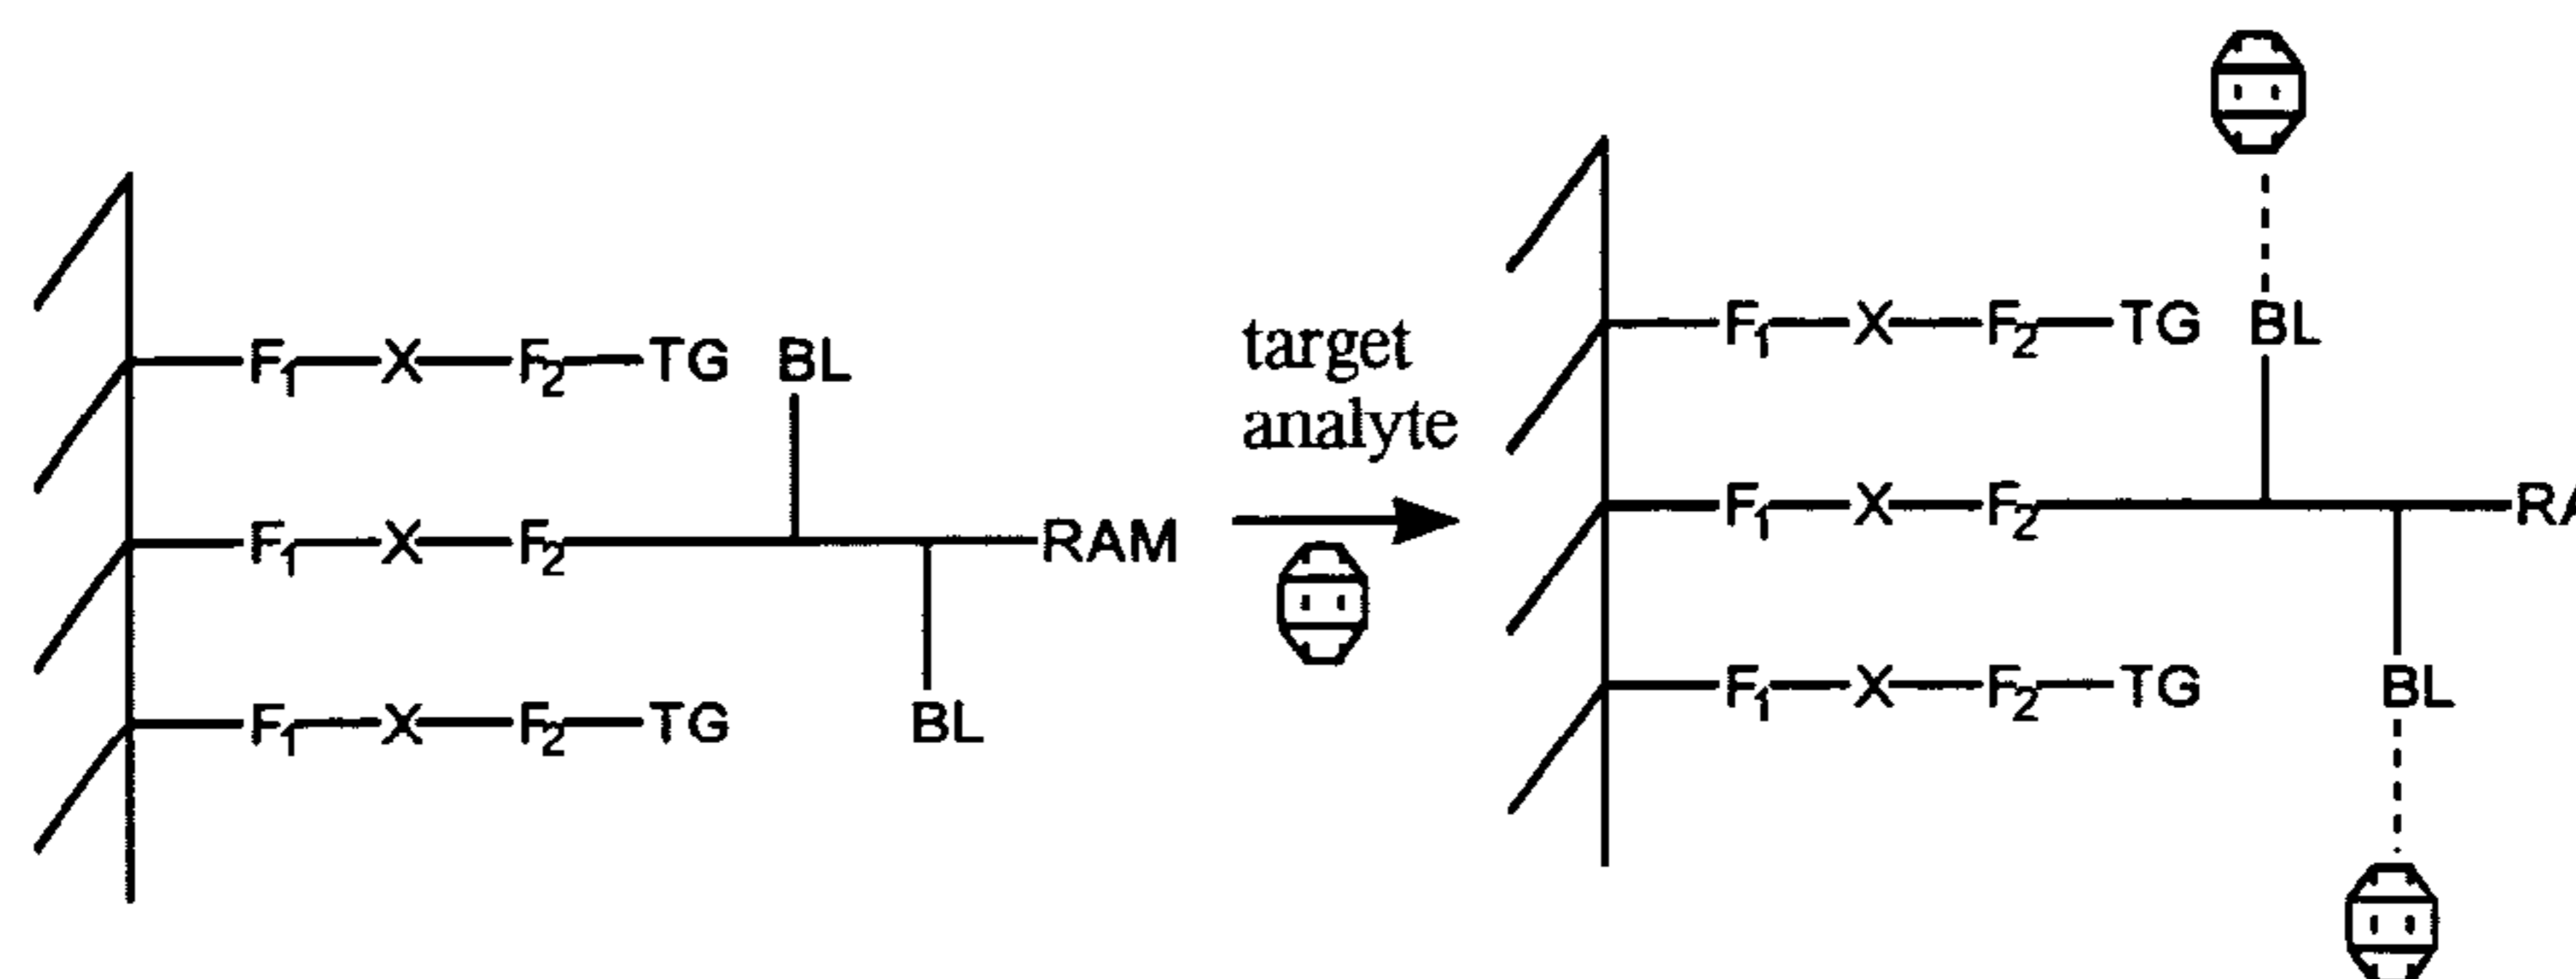 F₁—X—F₂—TG BL
F₁—X—F₂ RAM
F₁—X—F₂—TG
BL
target
analyte
F₁—X—F₂—TG BL
F₁—X—F₂ RA
F₁—X—F₂—TG BL